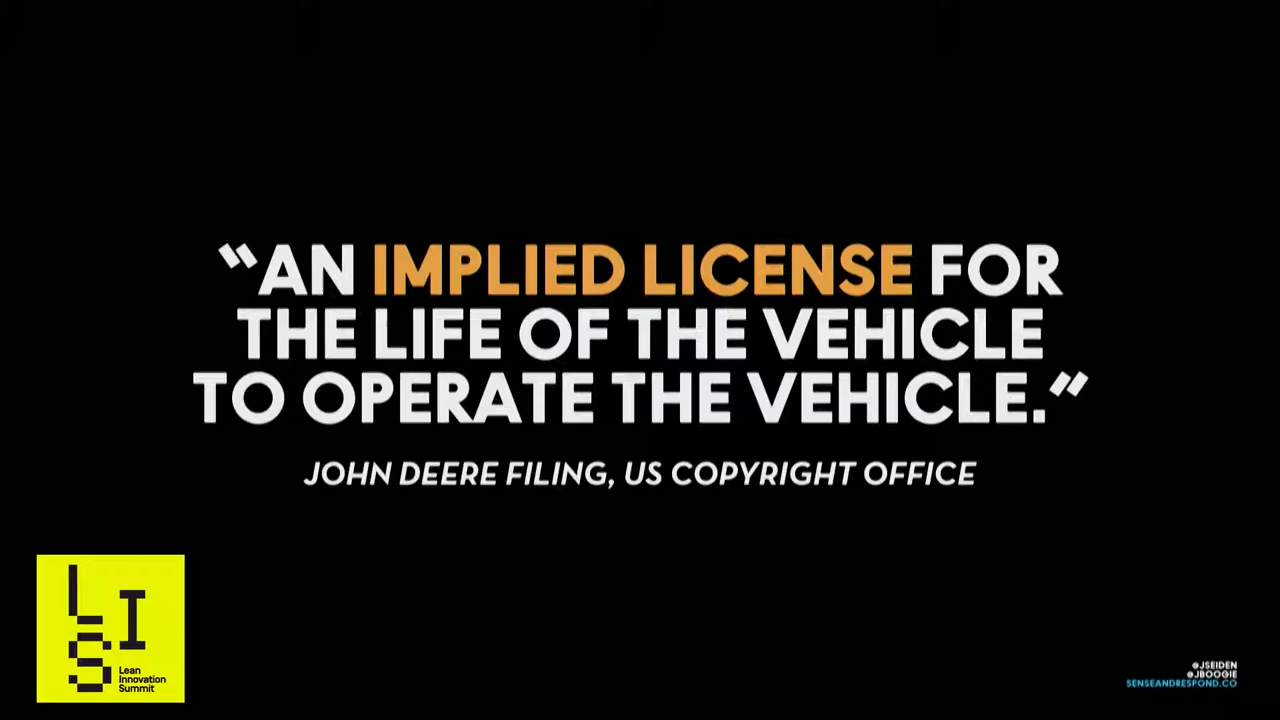 “AN IMPLIED LICENSE FOR
THE LIFE OF THE VEHICLE
TO OPERATE THE VEHICLE.”
JOHN DEERE FILING, US COPYRIGHT OFFICE
L I
S
Lean
Innovation
Summit
@JSEIDEN
@JBOOGIE
SENSEANDRESPOND.CO